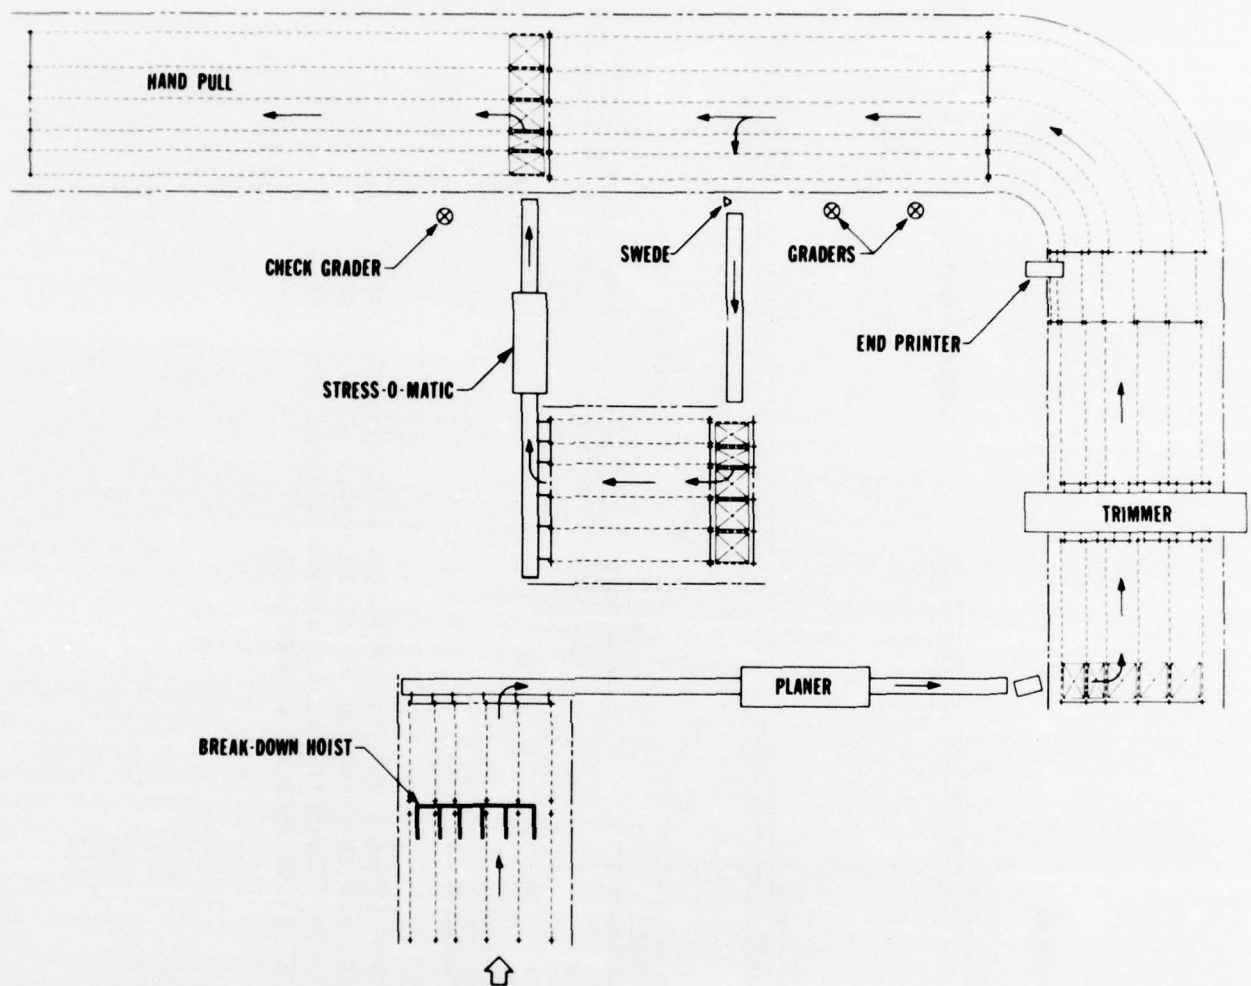 HAND PULL
CHECK GRADER
SWEDE
GRADERS
END PRINTER
STRESS-O-MATIC
TRIMMER
PLANER
BREAK-DOWN HOIST